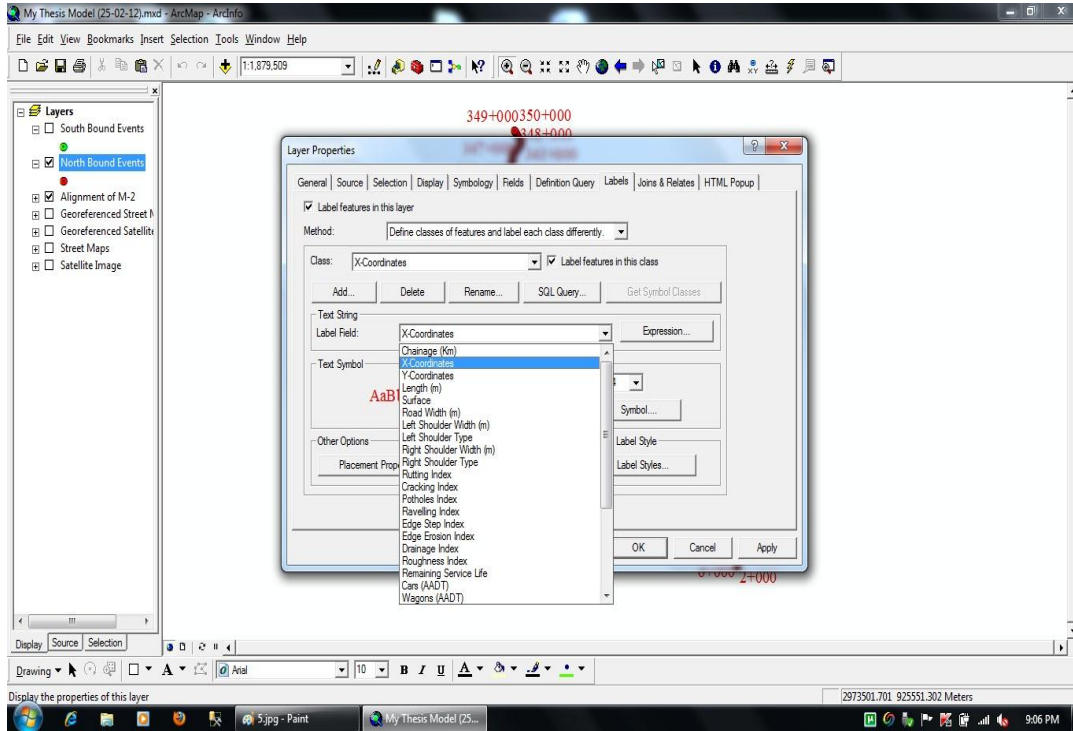 My Thesis Model (25-02-12).mxd - ArcMap - ArcInfo
File Edit View Bookmarks Insert Selection Tools Window Help
1:1,879,509
Layers
South Bound Events
North Bound Events
Alignment of M-2
Georeferenced Street M
Georeferenced Satellite
Street Maps
Satellite Image
349+000350+000
348+000
Layer Properties
General Source Selection Display Symbology Fields Definition Query Labels Joins & Relates HTML Popup
Label features in this layer
Method: Define classes of features and label each class differently.
Class: X-Coordinates Label features in this class
Add... Delete Rename... SQL Query... Get Symbol Classes
Text String
Label Field: X-Coordinates Expression...
Text Symbol
AaB
Symbol...
Other Options
Placement Prop
Label Style
Label Styles...
Chainage (Km)
X-Coordinates
Y-Coordinates
Length (m)
Surface
Road Width (m)
Left Shoulder Width (m)
Left Shoulder Type
Right Shoulder Width (m)
Right Shoulder Type
Rutting Index
Cracking Index
Potholes Index
Ravelling Index
Edge Step Index
Edge Erosion Index
Drainage Index
Roughness Index
Remaining Service Life
Cars (AADT)
Wagons (AADT)
OK Cancel Apply
2+000
Display Source Selection
Drawing Arial 10 B I U A
Display the properties of this layer
2973501.701 925551.302 Meters
5.jpg - Paint
My Thesis Model (25...
9:06 PM